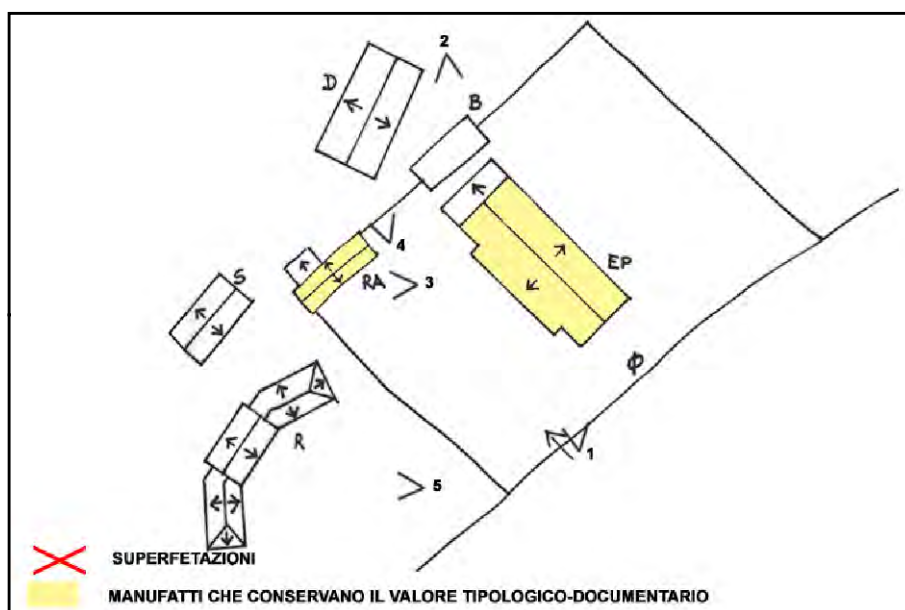 2
D
B
4
EP
S
RA
3
R
1
5
SUPERFETAZIONI
MANUFATTI CHE CONSERVANO IL VALORE TIPOLOGICO-DOCUMENTARIO